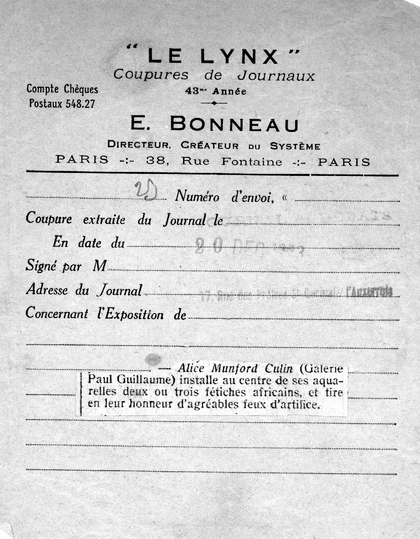 "LE LYNX"
Coupures de Journaux
43me Année
Compte Chèques
Postaux 548.27
E. BONNEAU
DIRECTEUR. CRÉATEUR DU SYSTÈME
PARIS -:- 38, Rue Fontaine -:- PARIS
Numéro d'envoi, «
Coupure extraite du Journal le
En date du 20 DEC
Signé par M
Adresse du Journal l'Auxerrois
Concernant l'Exposition de
— Alice Munford Culin (Galerie
Paul Guillaume) installe au centre de ses aqua-
relles deux ou trois fétiches africains, et tire
en leur honneur d'agréables feux d'artifice.